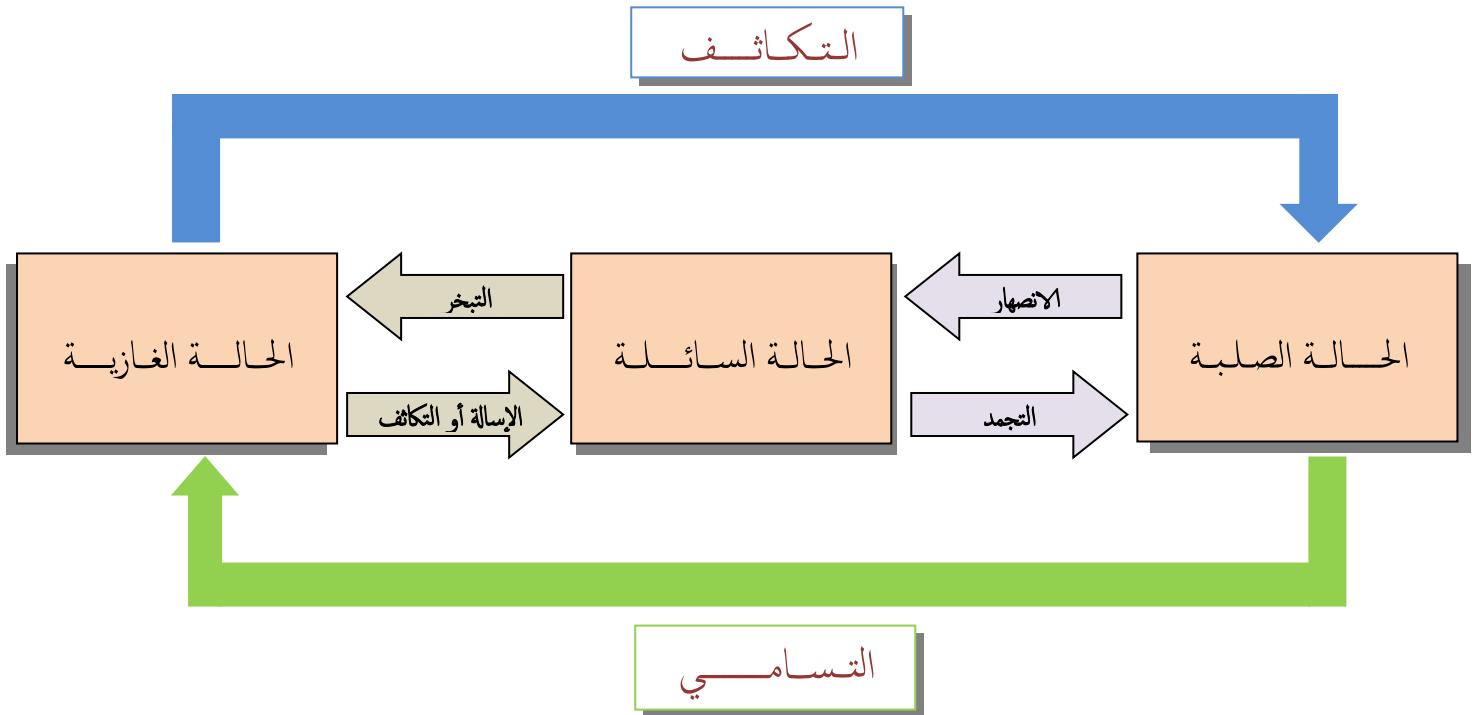 التكاثف
الانصهار
التبخر
الحالة الصلبة
الحالة السائلة
الحالة الغازية
التجمد
الإسالة أو التكاثف
التسامي